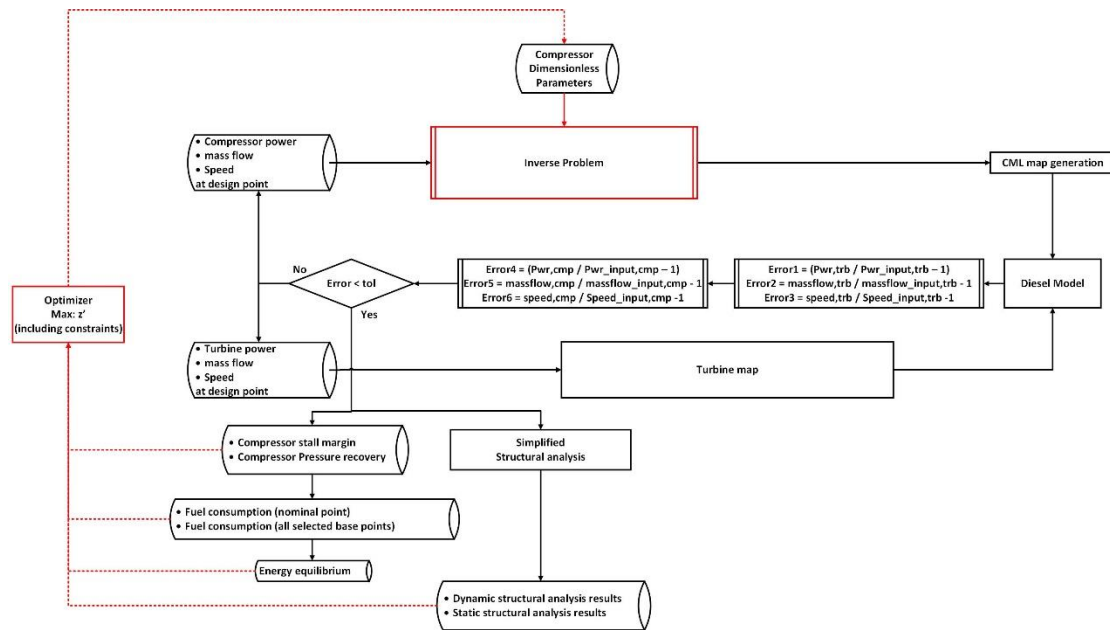 Compressor
Dimensionless
Parameters
• Compressor power
• mass flow
• Speed
at design point
Inverse Problem
CML map generation
No
Error < tol
Yes
Error4 = (Pwr,cmp / Pwr_input,cmp – 1)
Error5 = massflow,cmp / massflow_input,cmp - 1
Error6 = speed,cmp / Speed_input,cmp -1
Error1 = (Pwr,trb / Pwr_input,trb – 1)
Error2 = massflow,trb / massflow_input,trb - 1
Error3 = speed,trb / Speed_input,trb -1
Diesel Model
Optimizer
Max: z'
(including constraints)
• Turbine power
• mass flow
• Speed
at design point
Turbine map
• Compressor stall margin
• Compressor Pressure recovery
Simplified
Structural analysis
• Fuel consumption (nominal point)
• Fuel consumption (all selected base points)
Energy equilibrium
• Dynamic structural analysis results
• Static structural analysis results